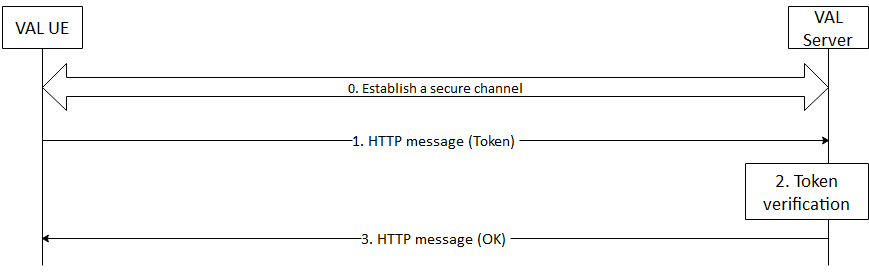 VAL UE
VAL
Server
0. Establish a secure channel
1. HTTP message (Token)
2. Token
verification
3. HTTP message (OK)